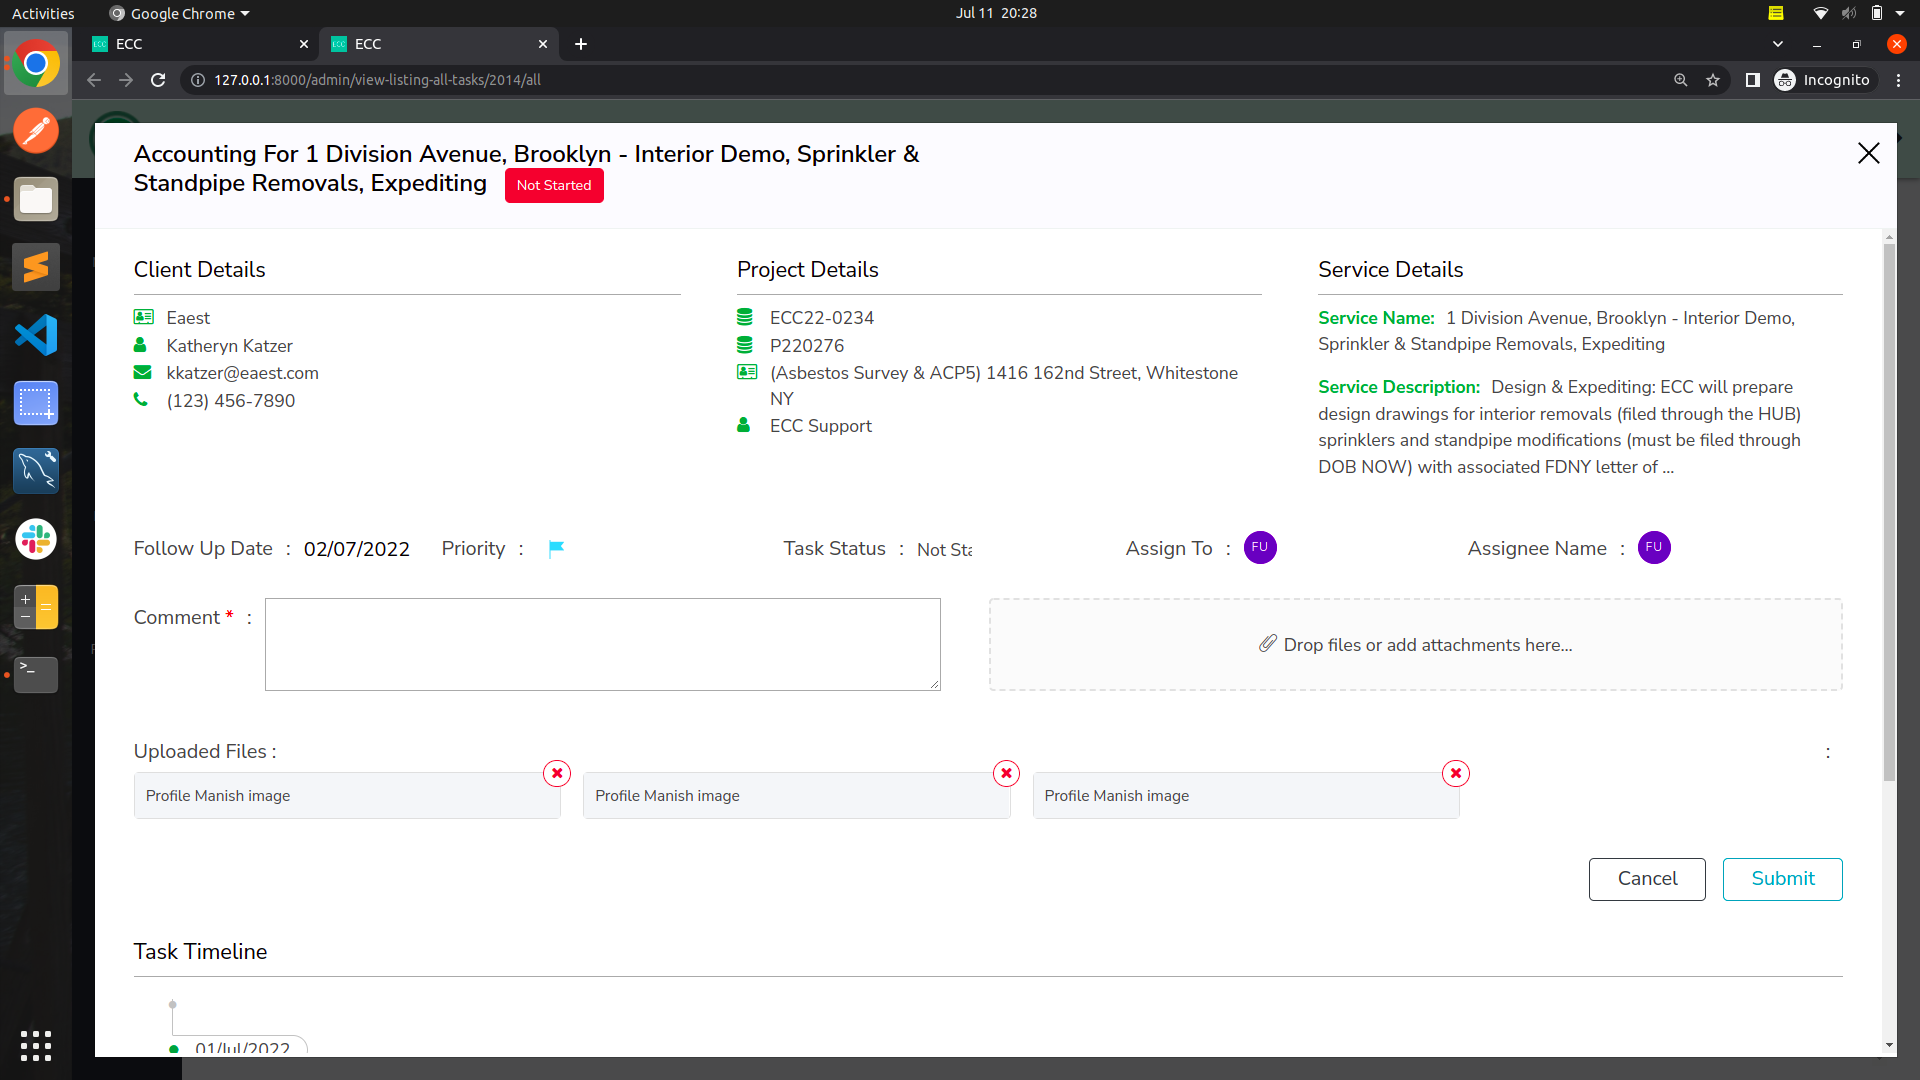 Activities
Google Chrome
Jul 11 20:28
ECC
ECC
127.0.0.1:8000/admin/view-listing-all-tasks/2014/all
Incognito
Accounting For 1 Division Avenue, Brooklyn - Interior Demo, Sprinkler &
Standpipe Removals, Expediting Not Started
Client Details
Eaest
Katheryn Katzer
kkatzer@eaest.com
(123) 456-7890
Project Details
ECC22-0234
P220276
(Asbestos Survey & ACP5) 1416 162nd Street, Whitestone
NY
ECC Support
Service Details
Service Name: 1 Division Avenue, Brooklyn - Interior Demo,
Sprinkler & Standpipe Removals, Expediting
Service Description: Design & Expediting: ECC will prepare
design drawings for interior removals (filed through the HUB)
sprinklers and standpipe modifications (must be filed through
DOB NOW) with associated FDNY letter of ...
Follow Up Date : 02/07/2022 Priority : Task Status : Not Sta Assign To : FU Assignee Name : FU
Comment * :
Drop files or add attachments here...
Uploaded Files : :
Profile Manish image
Profile Manish image
Profile Manish image
Cancel
Submit
Task Timeline
01/Jul/2022